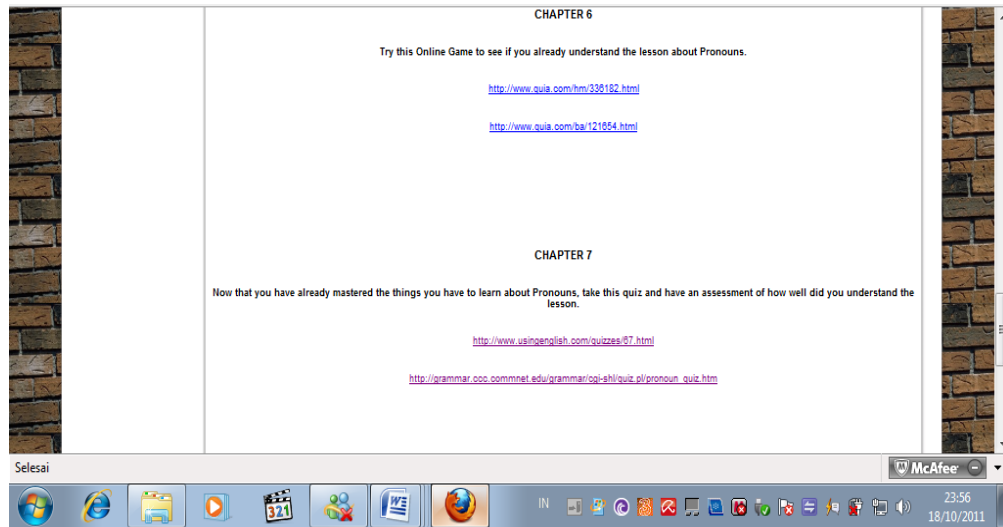 CHAPTER 6
Try this Online Game to see if you already understand the lesson about Pronouns.
http://www.quia.com/hm/336182.html
http://www.quia.com/ba/121654.html
CHAPTER 7
Now that you have already mastered the things you have to learn about Pronouns, take this quiz and have an assessment of how well did you understand the
lesson.
http://www.usingenglish.com/quizzes/67.html
http://grammar.ccc.commnet.edu/grammar/cgi-shl/quiz.pl/pronoun_quiz.htm
Selesai
McAfee
321
IN
23:56
18/10/2011